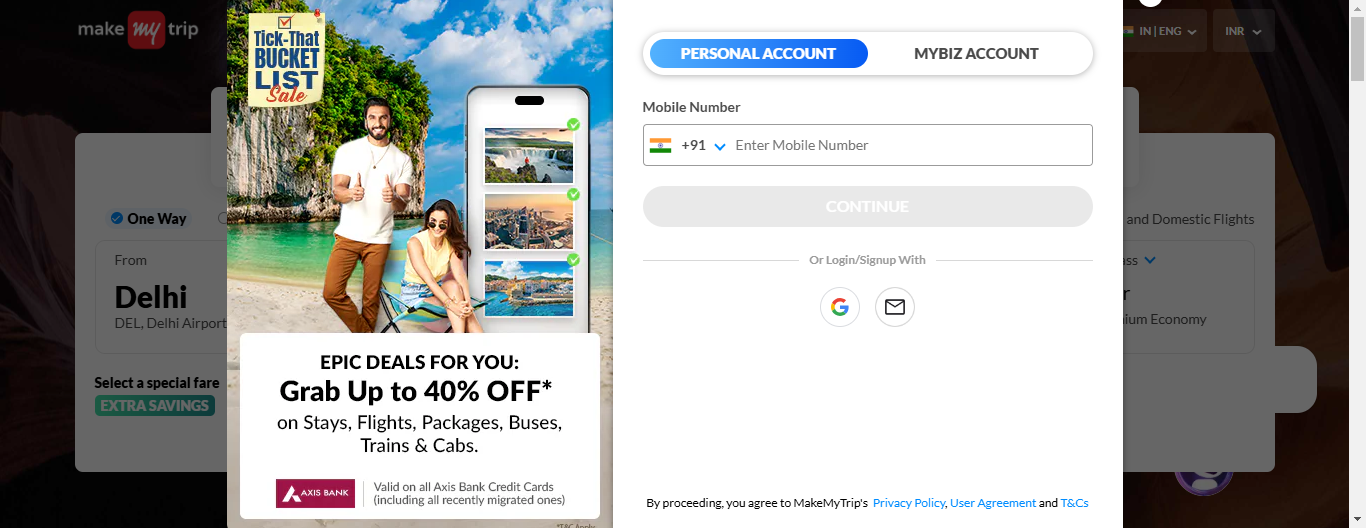 make my trip
IN | ENG
INR
Tick-That
BUCKET
LIST
Sale
PERSONAL ACCOUNT
MYBIZ ACCOUNT
Mobile Number
+91
Enter Mobile Number
CONTINUE
Or Login/Signup With
One Way
and Domestic Flights
From
Delhi
DEL, Delhi Airport
Economy
Select a special fare
EXTRA SAVINGS
EPIC DEALS FOR YOU:
Grab Up to 40% OFF*
on Stays, Flights, Packages, Buses,
Trains & Cabs.
AXIS BANK
Valid on all Axis Bank Credit Cards
(including all recently migrated ones)
*T&C Apply
By proceeding, you agree to MakeMyTrip's Privacy Policy, User Agreement and T&Cs